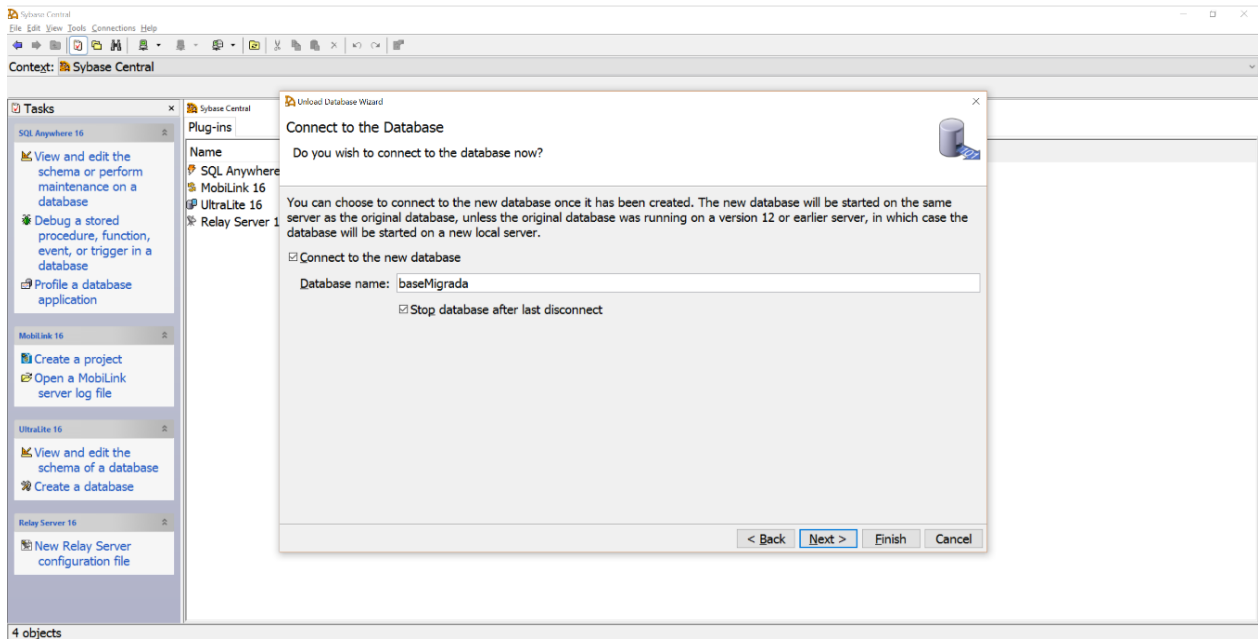 Sybase Central
File Edit View Tools Connections Help
Context: Sybase Central
Tasks
SQL Anywhere 16
View and edit the
schema or perform
maintenance on a
database
Debug a stored
procedure, function,
event, or trigger in a
database
Profile a database
application
MobiLink 16
Create a project
Open a MobiLink
server log file
UltraLite 16
View and edit the
schema of a database
Create a database
Relay Server 16
New Relay Server
configuration file
Sybase Central
Plug-ins
Name
SQL Anywhere
MobiLink 16
UltraLite 16
Relay Server 1
Unload Database Wizard
Connect to the Database
Do you wish to connect to the database now?
You can choose to connect to the new database once it has been created. The new database will be started on the same
server as the original database, unless the original database was running on a version 12 or earlier server, in which case the
database will be started on a new local server.
Connect to the new database
Database name: baseMigrada
Stop database after last disconnect
< Back Next > Finish Cancel
4 objects